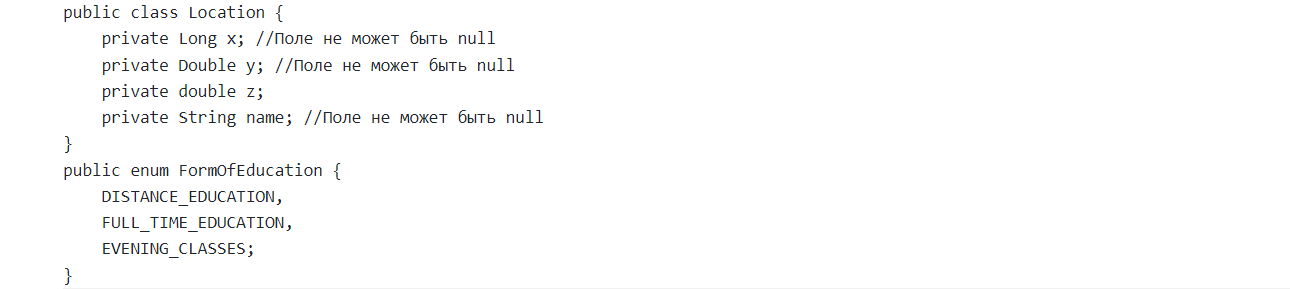 public class Location {
    private Long x; //Поле не может быть null
    private Double y; //Поле не может быть null
    private double z;
    private String name; //Поле не может быть null
}
public enum FormOfEducation {
    DISTANCE_EDUCATION,
    FULL_TIME_EDUCATION,
    EVENING_CLASSES;
}